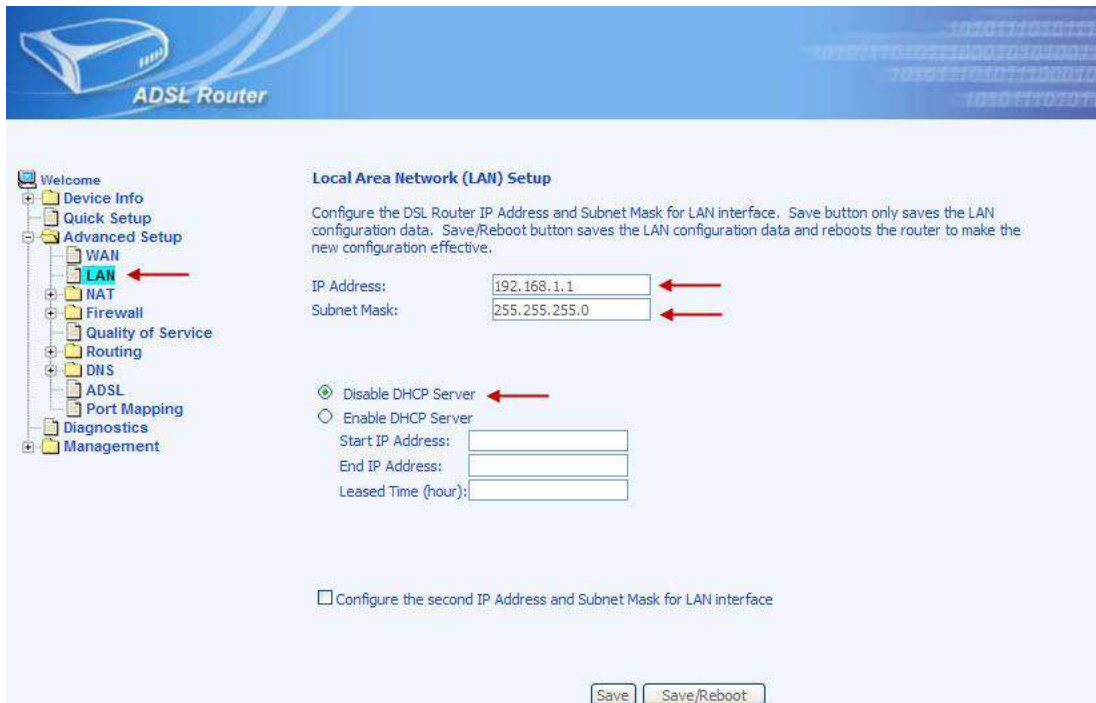 ADSL Router
Welcome
Device Info
Quick Setup
Advanced Setup
WAN
LAN
NAT
Firewall
Quality of Service
Routing
DNS
ADSL
Port Mapping
Diagnostics
Management
Local Area Network (LAN) Setup
Configure the DSL Router IP Address and Subnet Mask for LAN interface. Save button only saves the LAN
configuration data. Save/Reboot button saves the LAN configuration data and reboots the router to make the
new configuration effective.
IP Address: 192.168.1.1
Subnet Mask: 255.255.255.0
Disable DHCP Server
Enable DHCP Server
Start IP Address:
End IP Address:
Leased Time (hour):
Configure the second IP Address and Subnet Mask for LAN interface
Save Save/Reboot